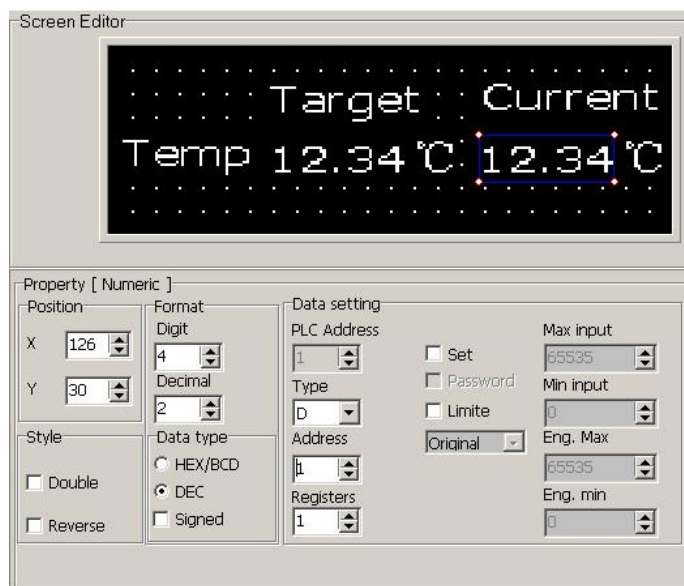 Screen Editor
Target Current
Temp 12.34 ℃ 12.34 ℃
Property [ Numeric ]
Position
X 126
Y 30
Style
Double
Reverse
Format
Digit
4
Decimal
2
Data type
HEX/BCD
DEC
Signed
Data setting
PLC Address
1
Type
D
Address
1
Registers
1
Set
Password
Limite
Original
Max input
65535
Min input
0
Eng. Max
65535
Eng. min
0